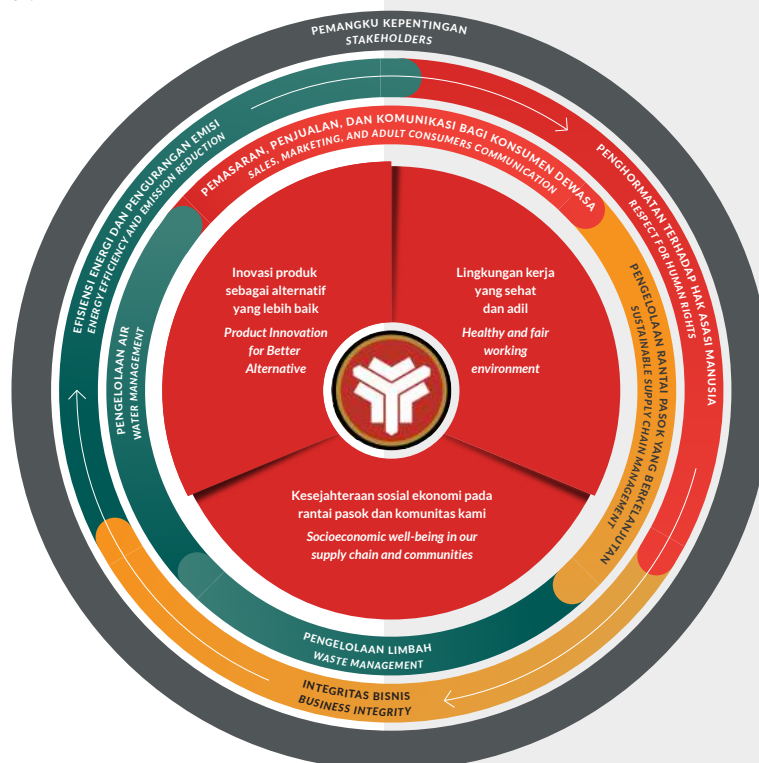 PEMANGKU KEPENTINGAN
STAKEHOLDERS
EFISIENSI ENERGI DAN PENGURANGAN EMISI
ENERGY EFFICIENCY AND EMISSION REDUCTION
PENGHORMATAN TERHADAP HAK ASASI MANUSIA
RESPECT FOR HUMAN RIGHTS
PEMASARAN, PENJUALAN, DAN KOMUNIKASI BAGI KONSUMEN DEWASA
SALES, MARKETING, AND ADULT CONSUMERS COMMUNICATION
PENGELOLAAN AIR
WATER MANAGEMENT
PENGELOLAAN RANTAI PASOK YANG BERKELANJUTAN
SUSTAINABLE SUPPLY CHAIN MANAGEMENT
Inovasi produk
sebagai alternatif
yang lebih baik
Product Innovation
for Better
Alternative
Lingkungan kerja
yang sehat
dan adil
Healthy and fair
working
environment
Kesejahteraan sosial ekonomi pada
rantai pasok dan komunitas kami
Socioeconomic well-being in our
supply chain and communities
PENGELOLAAN LIMBAH
WASTE MANAGEMENT
INTEGRITAS BISNIS
BUSINESS INTEGRITY